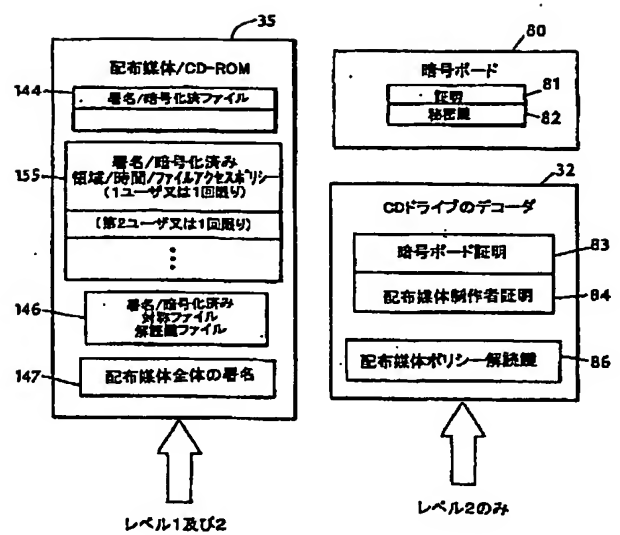 35
配布媒体/CD-ROM
144
署名/暗号化済ファイル
155
署名/暗号化済み
領域/時間/ファイルアクセスポリシー
(1ユーザ又は1回限り)
(第2ユーザ又は1回限り)
146
署名/暗号化済み
対称ファイル
解読鍵ファイル
147
配布媒体全体の署名
レベル1及び2
80
暗号ボード
81
証明
82
秘密鍵
32
CDドライブのデコーダ
83
暗号ボード証明
84
配布媒体制作者証明
86
配布媒体ポリシー解読鍵
レベル2のみ